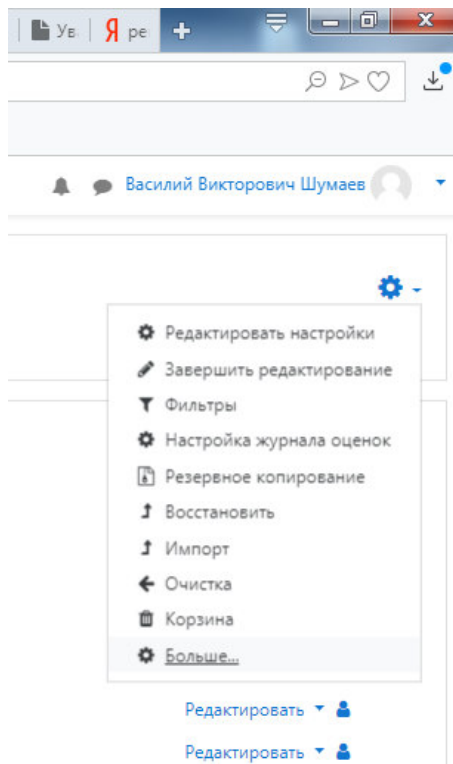 Ув Я ре
Василий Викторович Шумаев
Редактировать настройки
Завершить редактирование
Фильтры
Настройка журнала оценок
Резервное копирование
Восстановить
Импорт
Очистка
Корзина
Больше...
Редактировать
Редактировать